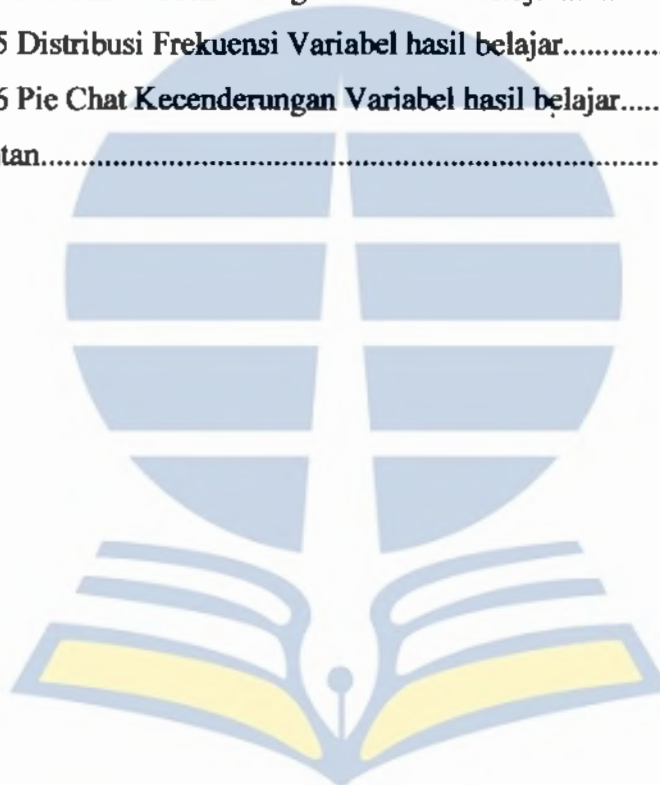 5 Distribusi Frekuensi Variabel hasil belajar.............
6 Pie Chat Kecenderungan Variabel hasil belajar.....
tan.....................................................................